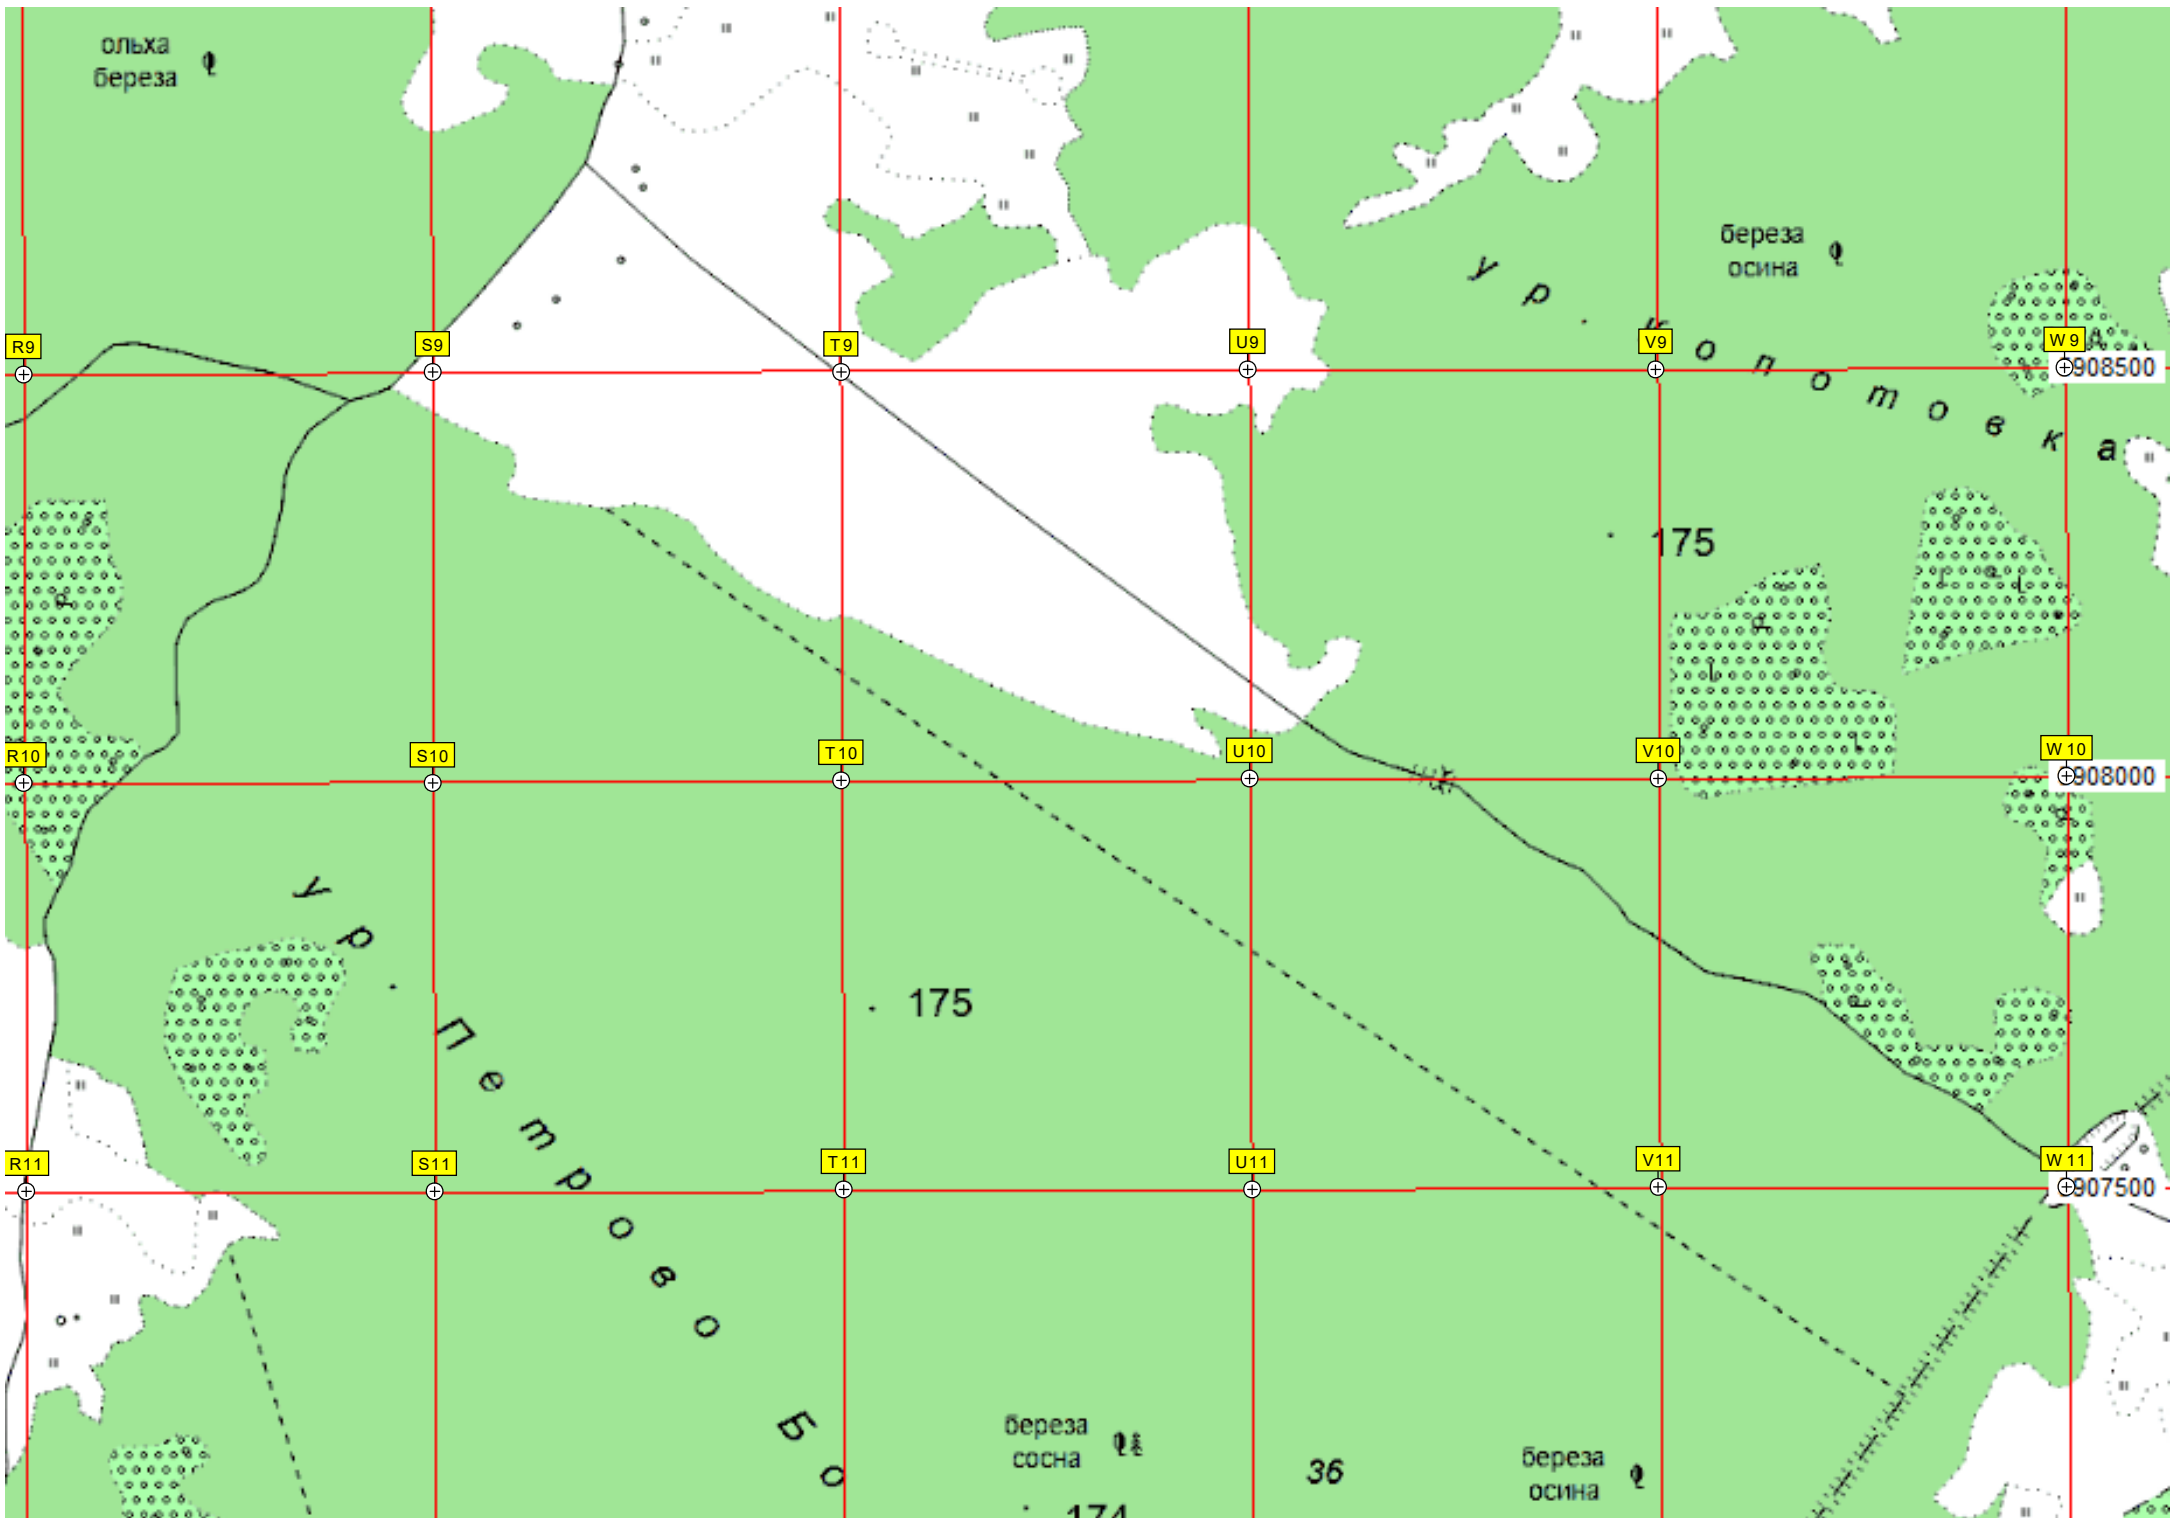 ольха
береза
береза
осина
ур. Копотовка
R9
S9
T9
U9
V9
W9
908500
175
R10
S10
T10
U10
V10
W10
908000
ур. Петрово Бо
175
R11
S11
T11
U11
V11
W11
907500
береза
сосна
36
береза
осина
174